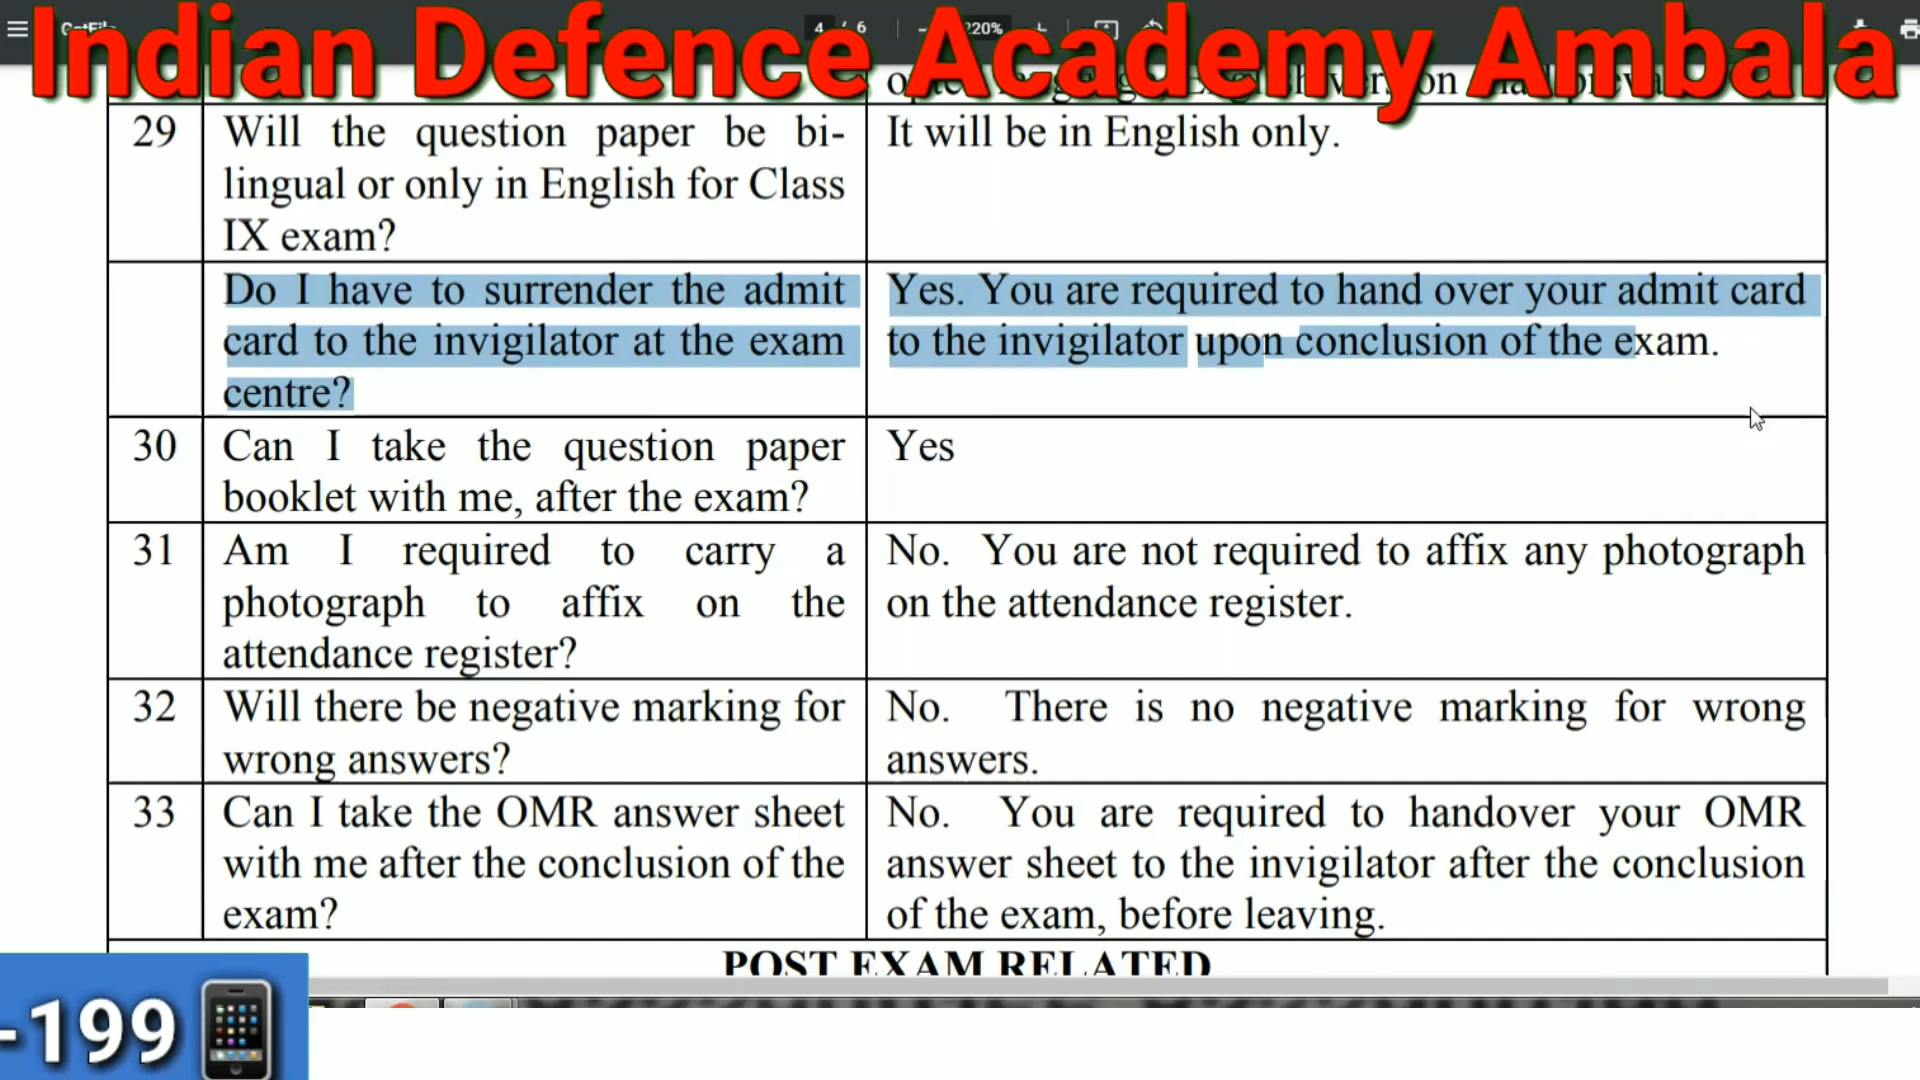 Indian Defence Academy Ambala
4 / 6
220%
29
Will the question paper be bi-
lingual or only in English for Class
IX exam?
It will be in English only.
Do I have to surrender the admit
card to the invigilator at the exam
centre?
Yes. You are required to hand over your admit card
to the invigilator upon conclusion of the exam.
30
Can I take the question paper
booklet with me, after the exam?
Yes
31
Am I required to carry a
photograph to affix on the
attendance register?
No. You are not required to affix any photograph
on the attendance register.
32
Will there be negative marking for
wrong answers?
No. There is no negative marking for wrong
answers.
33
Can I take the OMR answer sheet
with me after the conclusion of the
exam?
No. You are required to handover your OMR
answer sheet to the invigilator after the conclusion
of the exam, before leaving.
POST EXAM RELATED
-199